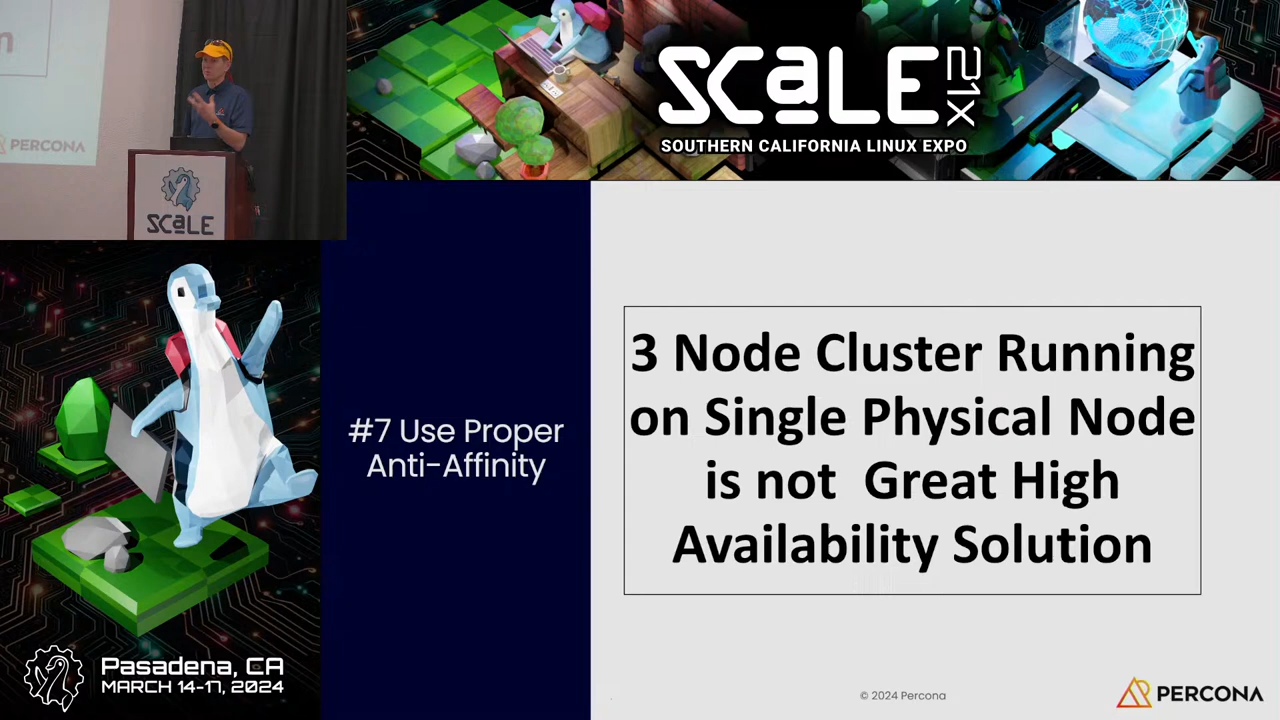 PERCONA
SCALE
SCALE 21X
SOUTHERN CALIFORNIA LINUX EXPO
#7 Use Proper
Anti-Affinity
3 Node Cluster Running
on Single Physical Node
is not  Great High
Availability Solution
Pasadena, CA
MARCH 14-17, 2024
© 2024 Percona
PERCONA